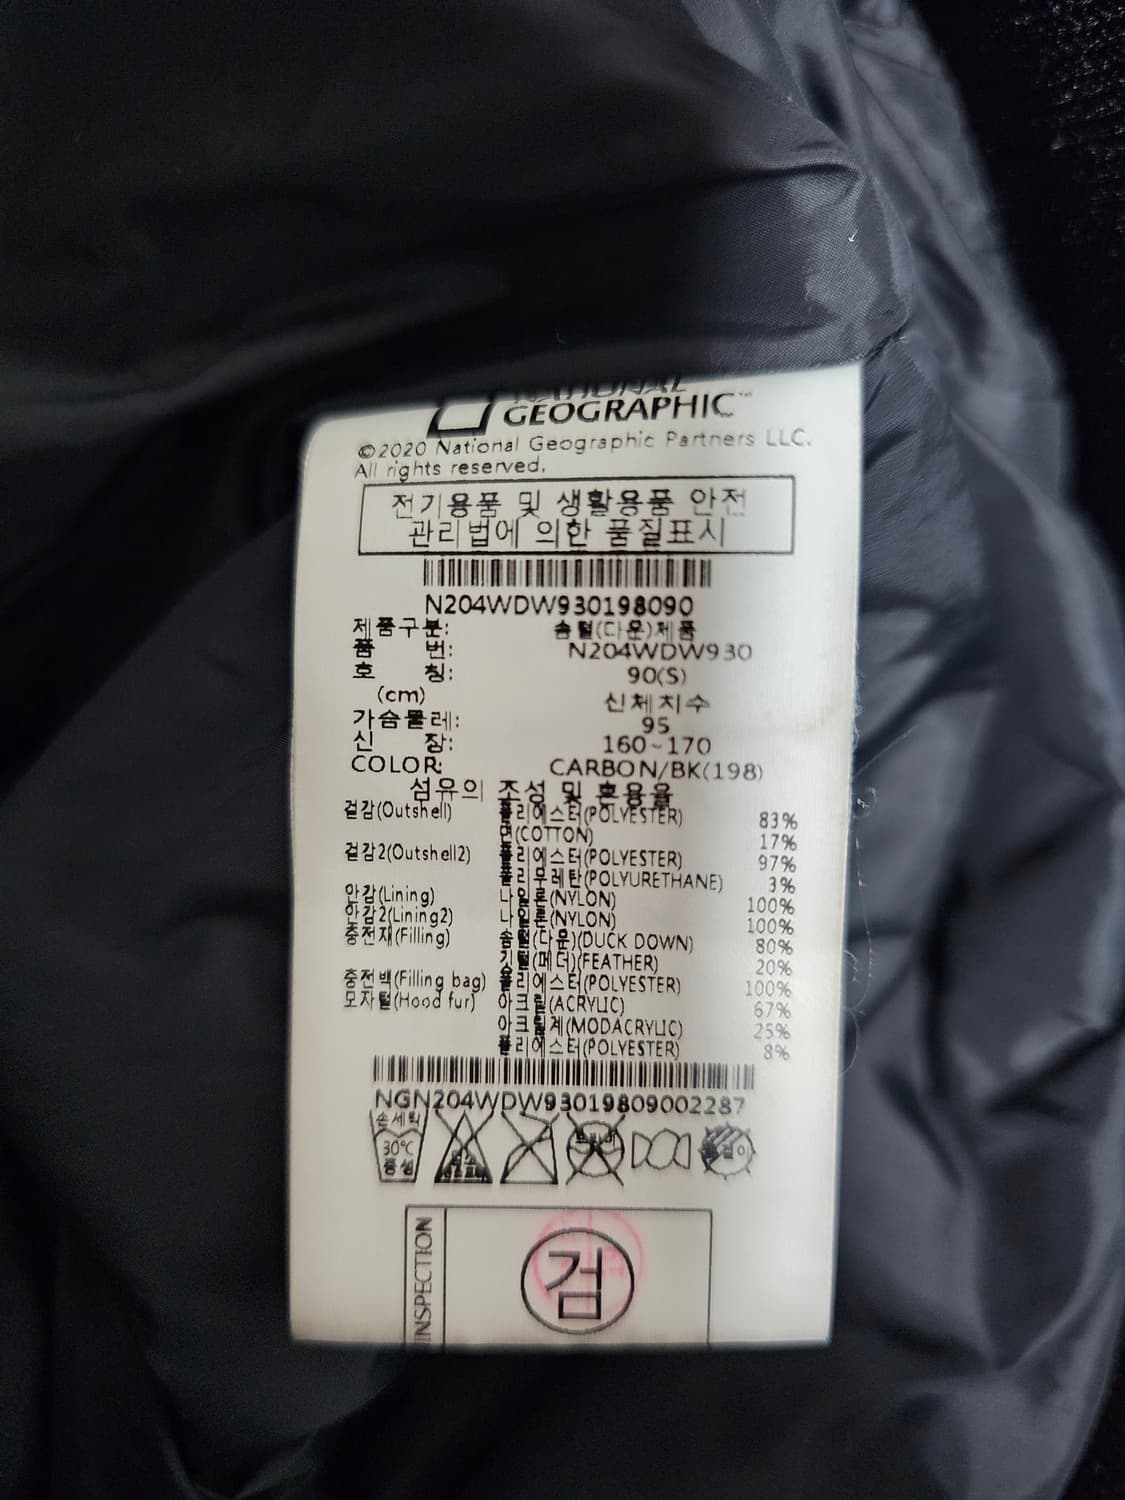 NATIONAL
GEOGRAPHIC™
©2020 National Geographic Partners LLC.
All rights reserved.
전기용품 및 생활용품 안전
관리법에 의한 품질표시
N204WDW930198090
제품구분: 솜털(다운)제품
품 번: N204WDW930
호 칭: 90(S)
(cm) 신체치수
가슴둘레: 95
신 장: 160~170
COLOR: CARBON/BK(198)
섬유의 조성 및 혼용율
겉감(Outshell) 폴리에스터(POLYESTER) 83%
면(COTTON) 17%
겉감2(Outshell2) 폴리에스터(POLYESTER) 97%
폴리우레탄(POLYURETHANE) 3%
안감(Lining) 나일론(NYLON) 100%
안감2(Lining2) 나일론(NYLON) 100%
충전재(Filling) 솜털(다운)(DUCK DOWN) 80%
깃털(페더)(FEATHER) 20%
충전백(Filling bag) 폴리에스터(POLYESTER) 100%
모자털(Hood fur) 아크릴(ACRYLIC) 67%
아크릴계(MODACRYLIC) 25%
폴리에스터(POLYESTER) 8%
NGN204WDW93019809002287
손세탁
30℃
중성
INSPECTION
검